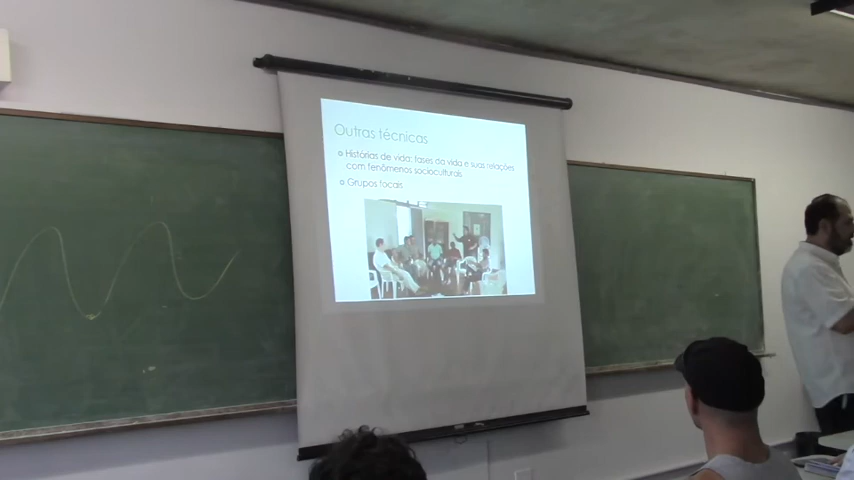 Outras técnicas
Histórias de vida: fases da vida e suas relações
com fenômenos socioculturais
Grupos focais